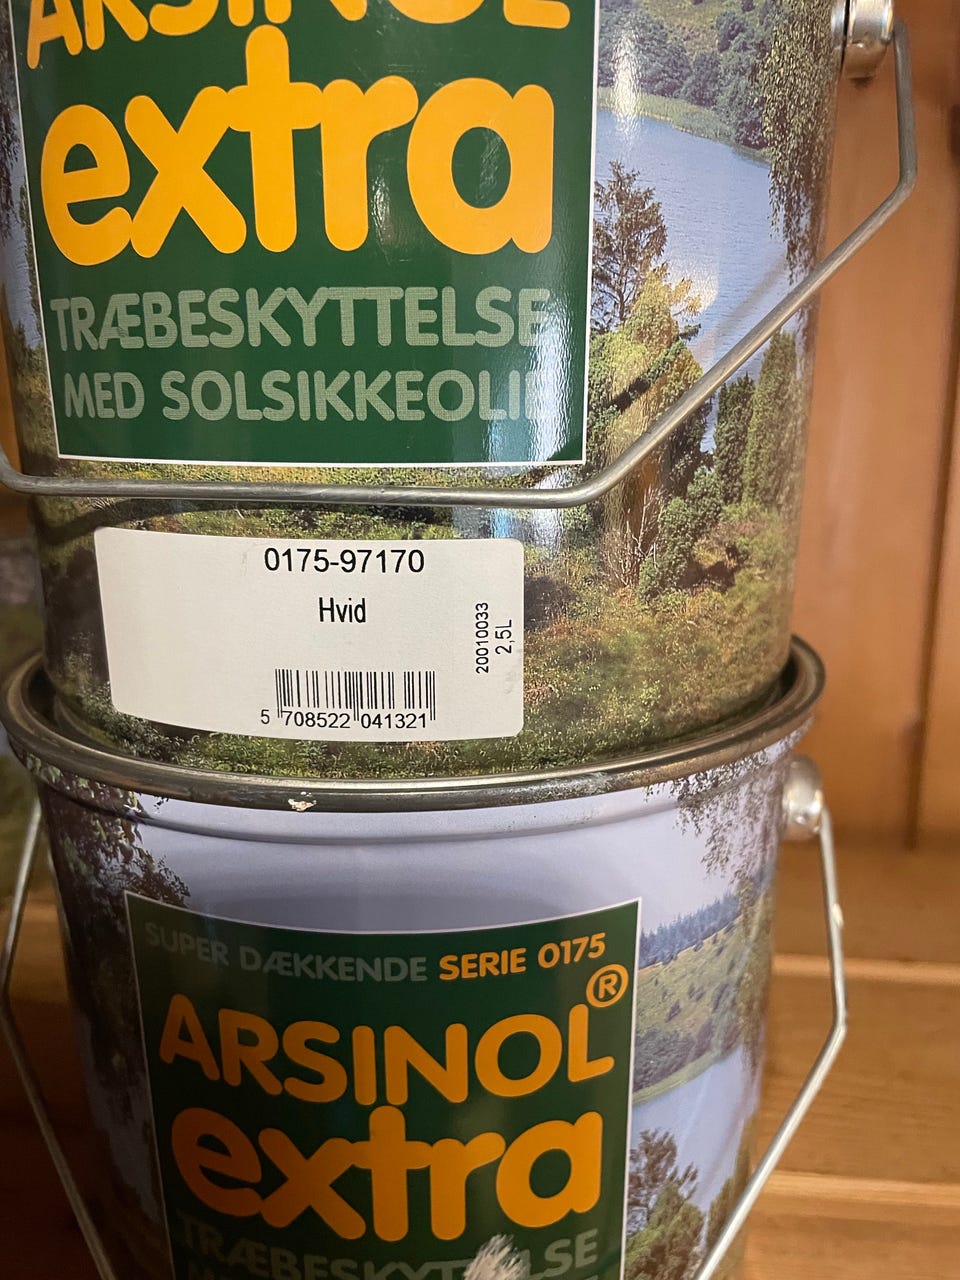 ARSINOL
extra
TRÆBESKYTTELSE
MED SOLSIKKEOLIE
0175-97170
Hvid
20010033
2,5L
5 708522 041321
SUPER DÆKKENDE SERIE 0175
ARSINOL®
extra
TRÆBESKYTTELSE